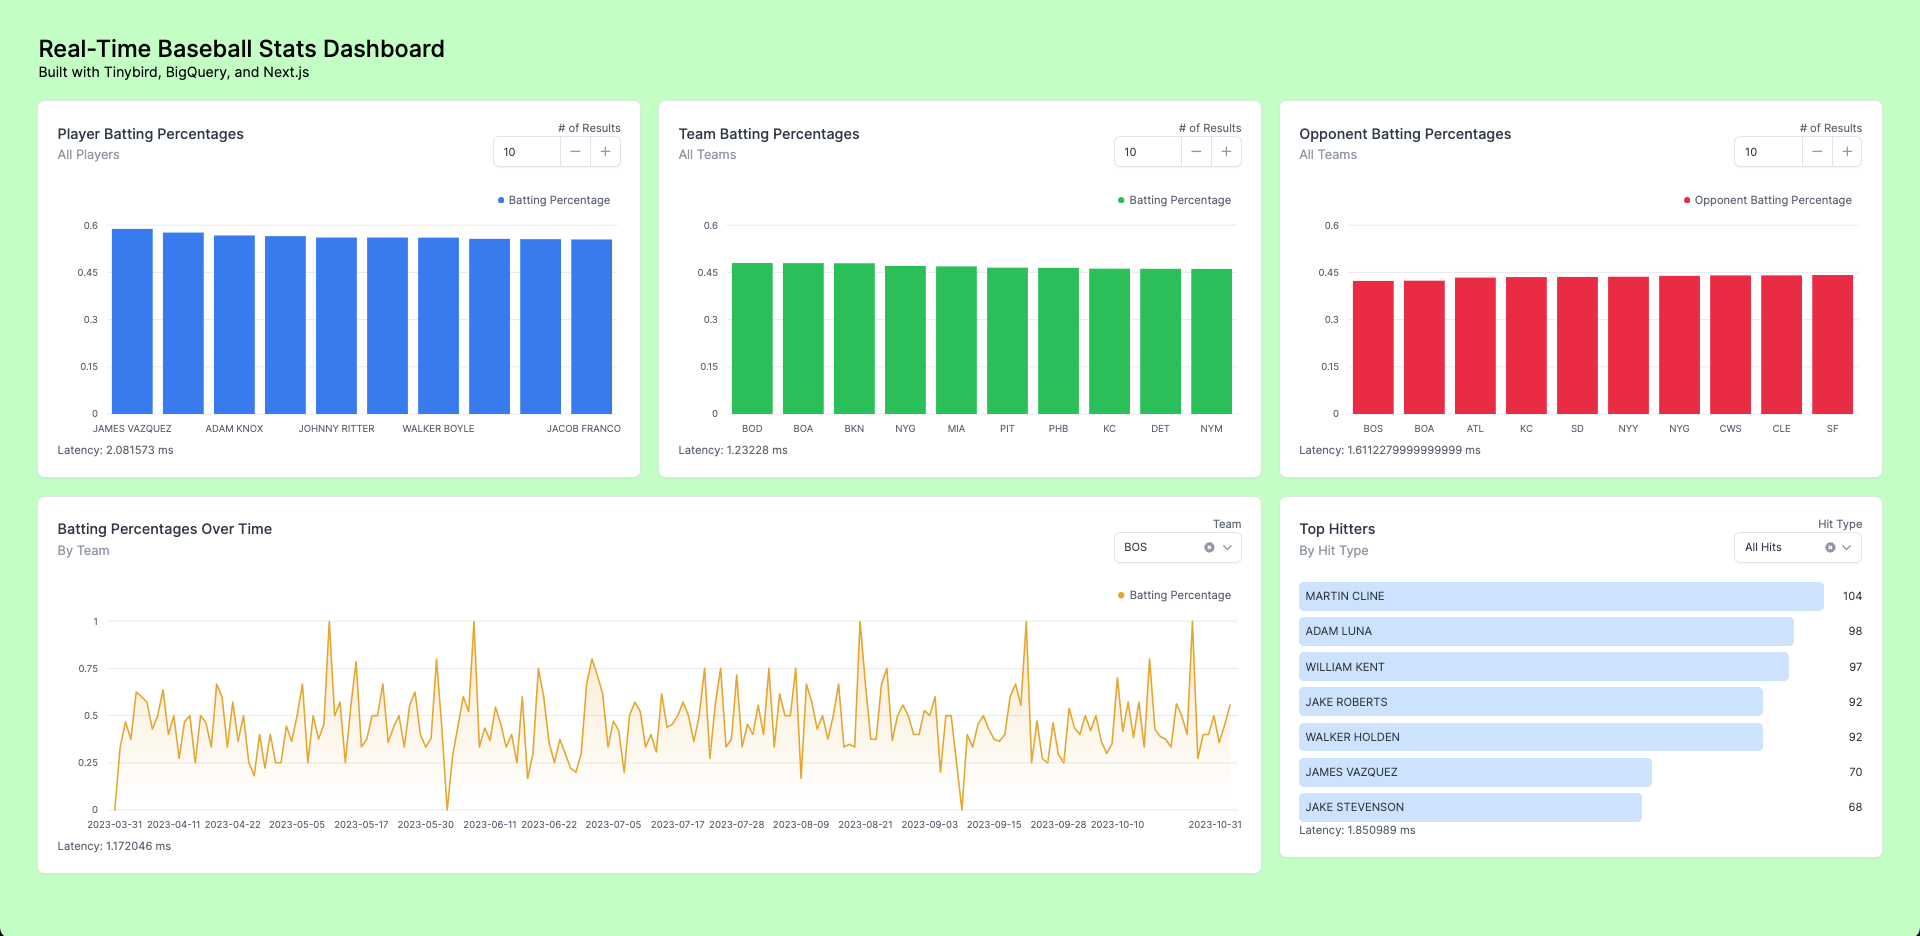 Real-Time Baseball Stats Dashboard
Built with Tinybird, BigQuery, and Next.js
Player Batting Percentages
All Players
# of Results
10
Batting Percentage
0.6
0.45
0.3
0.15
0
JAMES VAZQUEZ ADAM KNOX JOHNNY RITTER WALKER BOYLE JACOB FRANCO
Latency: 2.081573 ms
Team Batting Percentages
All Teams
# of Results
10
Batting Percentage
0.6
0.45
0.3
0.15
0
BOD BOA BKN NYG MIA PIT PHB KC DET NYM
Latency: 1.23228 ms
Opponent Batting Percentages
All Teams
# of Results
10
Opponent Batting Percentage
0.6
0.45
0.3
0.15
0
BOS BOA ATL KC SD NYY NYG CWS CLE SF
Latency: 1.6112279999999999 ms
Batting Percentages Over Time
By Team
Team
BOS
Batting Percentage
1
0.75
0.5
0.25
0
2023-03-31 2023-04-11 2023-04-22 2023-05-05 2023-05-17 2023-05-30 2023-06-11 2023-06-22 2023-07-05 2023-07-17 2023-07-28 2023-08-09 2023-08-21 2023-09-03 2023-09-15 2023-09-28 2023-10-10 2023-10-31
Latency: 1.172046 ms
Top Hitters
By Hit Type
Hit Type
All Hits
MARTIN CLINE 104
ADAM LUNA 98
WILLIAM KENT 97
JAKE ROBERTS 92
WALKER HOLDEN 92
JAMES VAZQUEZ 70
JAKE STEVENSON 68
Latency: 1.850989 ms